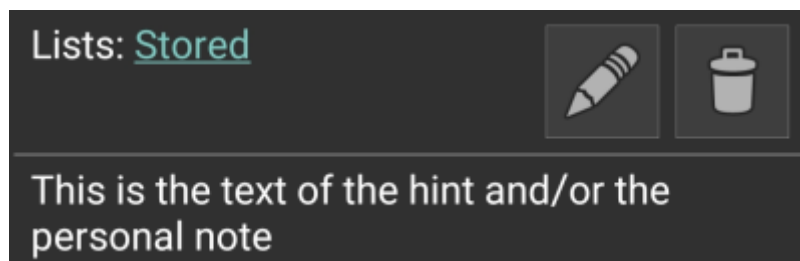 Lists: Stored
This is the text of the hint and/or the
personal note